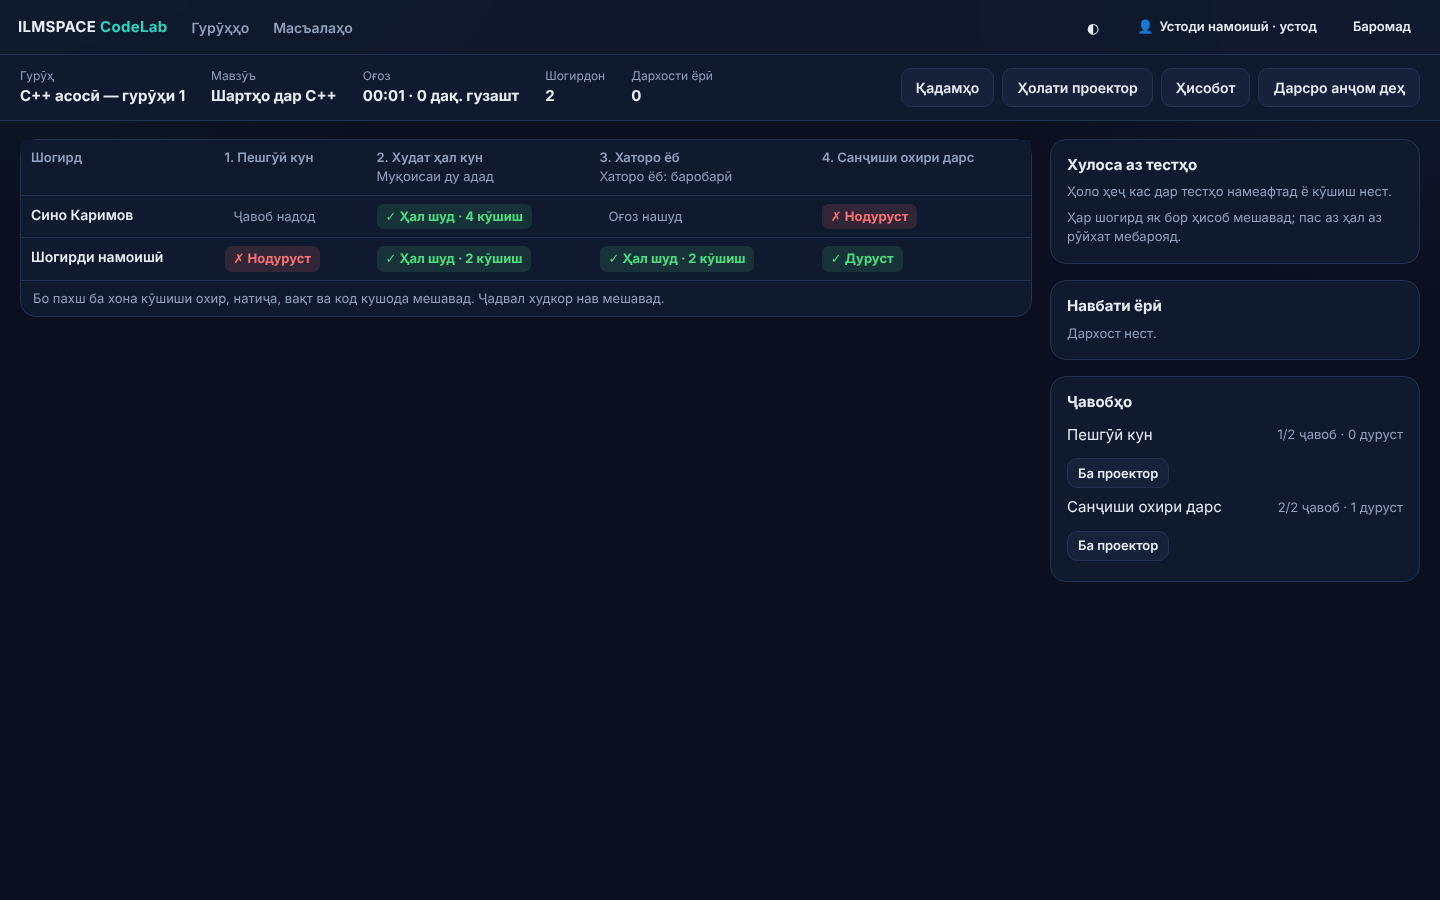 ILMSPACE CodeLab
Гурӯҳҳо
Масъалаҳо
◐
👤 Устоди намоишӣ · устод
Баромад
Гурӯҳ
C++ асосӣ — гурӯҳи 1
Мавзӯъ
Шартҳо дар C++
Оғоз
00:01 · 0 дақ. гузашт
Шогирдон
2
Дархости ёрӣ
0
Қадамҳо
Ҳолати проектор
Ҳисобот
Дарсро анҷом деҳ
Шогирд
1. Пешгӯӣ кун
2. Худат ҳал кун
Муқоисаи ду адад
3. Хаторо ёб
Хаторо ёб: баробарӣ
4. Санҷиши охири дарс
Сино Каримов
Ҷавоб надод
✓ Ҳал шуд · 4 кӯшиш
Оғоз нашуд
✗ Нодуруст
Шогирди намоишӣ
✗ Нодуруст
✓ Ҳал шуд · 2 кӯшиш
✓ Ҳал шуд · 2 кӯшиш
✓ Дуруст
Бо пахш ба хона кӯшиши охир, натиҷа, вақт ва код кушода мешавад. Ҷадвал худкор нав мешавад.
Хулоса аз тестҳо
Ҳоло ҳеҷ кас дар тестҳо намеафтад ё кӯшиш нест.
Ҳар шогирд як бор ҳисоб мешавад; пас аз ҳал аз
рӯйхат мебарояд.
Навбати ёрӣ
Дархост нест.
Ҷавобҳо
Пешгӯӣ кун
1/2 ҷавоб · 0 дуруст
Ба проектор
Санҷиши охири дарс
2/2 ҷавоб · 1 дуруст
Ба проектор